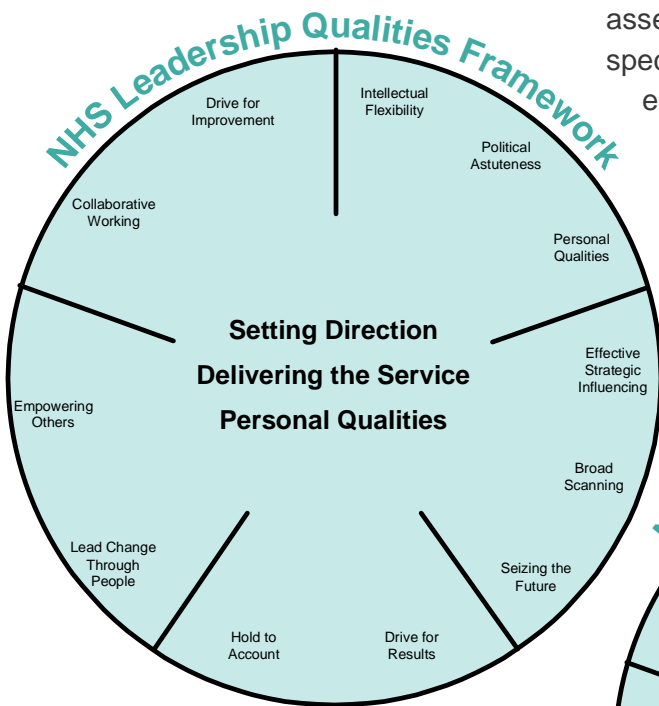 NHS Leadership Qualities Framework
asse
spec
e
Drive for
Improvement
Intellectual
Flexibility
Political
Astuteness
Collaborative
Working
Personal
Qualities
Setting Direction
Delivering the Service
Personal Qualities
Effective
Strategic
Influencing
Empowering
Others
Broad
Scanning
Lead Change
Through
People
Seizing the
Future
Hold to
Account
Drive for
Results